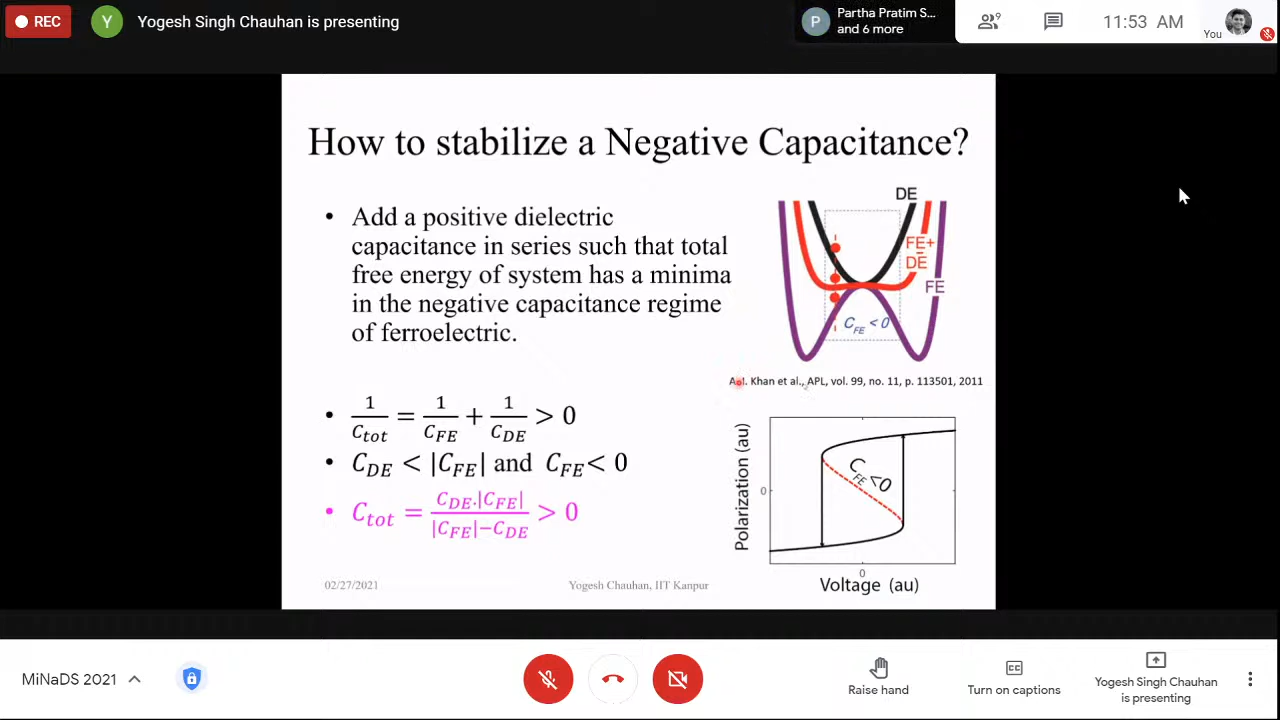 REC
Y
Yogesh Singh Chauhan is presenting
P
Partha Pratim S...
and 6 more
9
11:53 AM
You
How to stabilize a Negative Capacitance?
• Add a positive dielectric
capacitance in series such that total
free energy of system has a minima
in the negative capacitance regime
of ferroelectric.
DE
FE+
DE
FE
C_FE < 0
A.I. Khan et al., APL, vol. 99, no. 11, p. 113501, 2011
• 1/C_tot = 1/C_FE + 1/C_DE > 0
• C_DE < |C_FE| and C_FE < 0
• C_tot = C_DE.|C_FE| / |C_FE|−C_DE > 0
Polarization (au)
0
C_FE <0
0
Voltage (au)
02/27/2021
Yogesh Chauhan, IIT Kanpur
MiNaDS 2021
Raise hand
CC
Turn on captions
Yogesh Singh Chauhan
is presenting